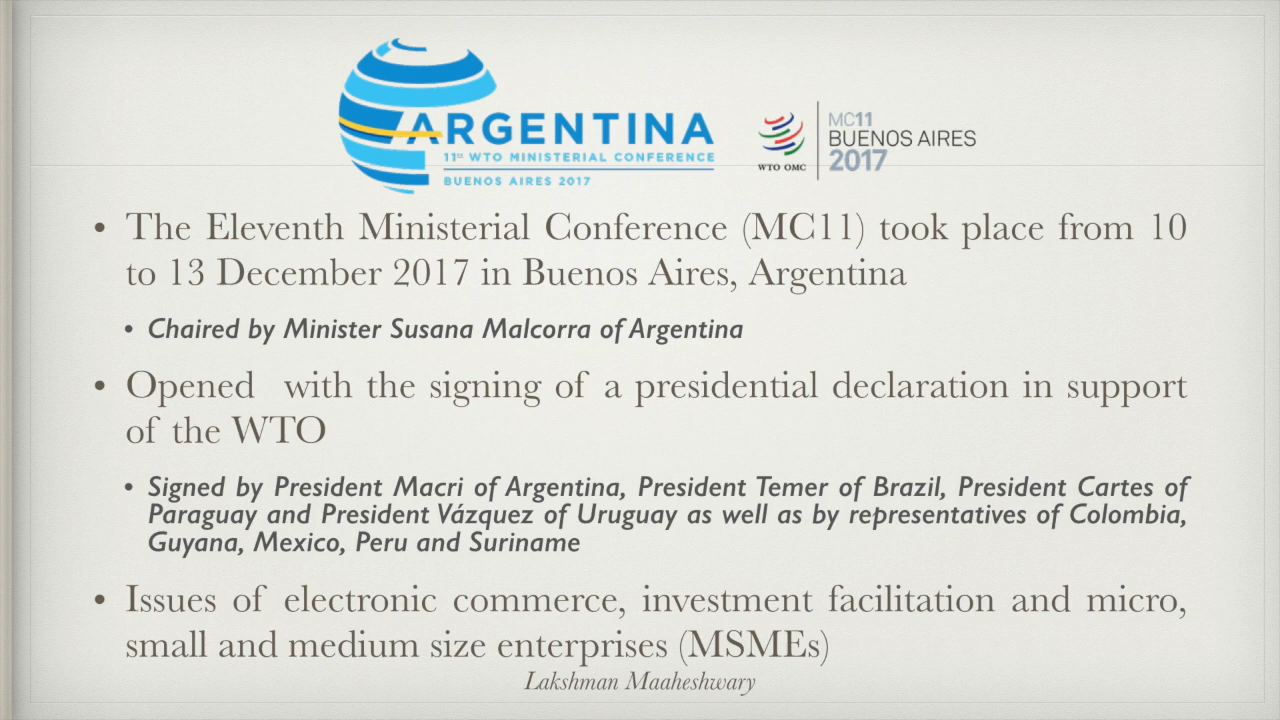 ARGENTINA
11th WTO MINISTERIAL CONFERENCE
BUENOS AIRES 2017
WTO OMC
MC11
BUENOS AIRES
2017
• The Eleventh Ministerial Conference (MC11) took place from 10
to 13 December 2017 in Buenos Aires, Argentina
• Chaired by Minister Susana Malcorra of Argentina
• Opened with the signing of a presidential declaration in support
of the WTO
• Signed by President Macri of Argentina, President Temer of Brazil, President Cartes of
Paraguay and President Vázquez of Uruguay as well as by representatives of Colombia,
Guyana, Mexico, Peru and Suriname
• Issues of electronic commerce, investment facilitation and micro,
small and medium size enterprises (MSMEs)
Lakshman Maaheshwary